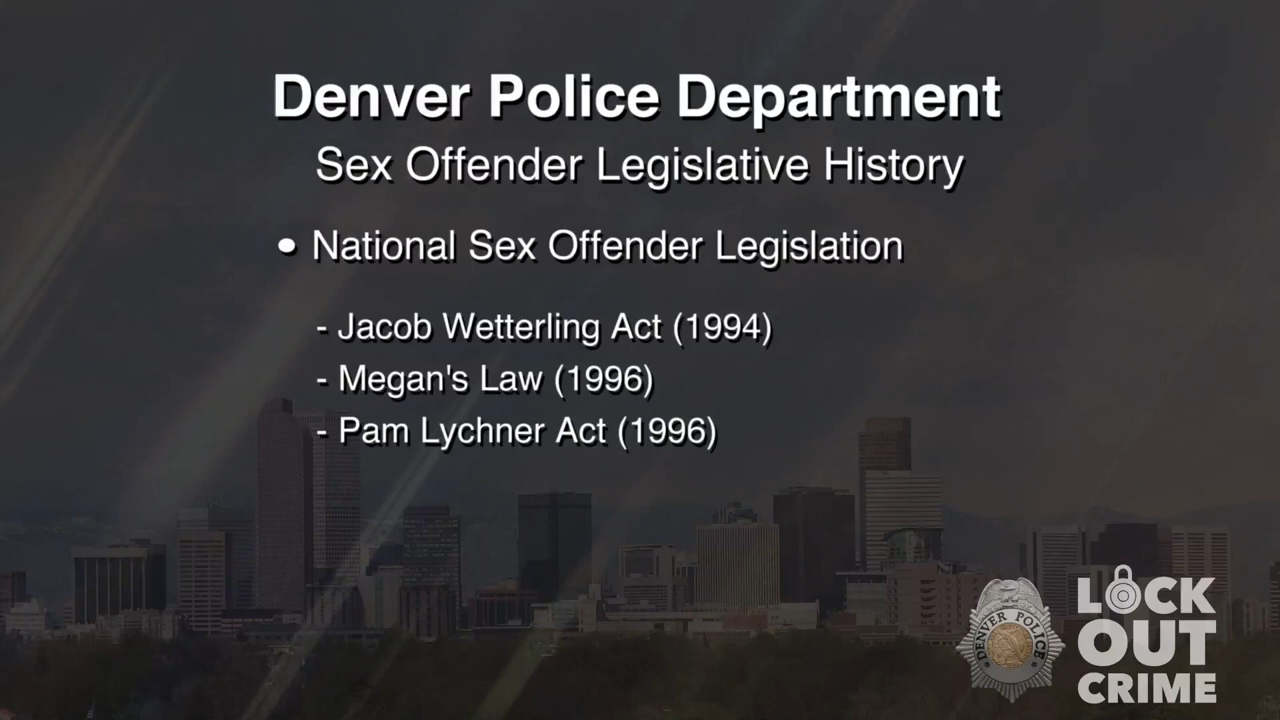 Denver Police Department
Sex Offender Legislative History
• National Sex Offender Legislation
- Jacob Wetterling Act (1994)
- Megan's Law (1996)
- Pam Lychner Act (1996)
DENVER POLICE
LOCK
OUT
CRIME